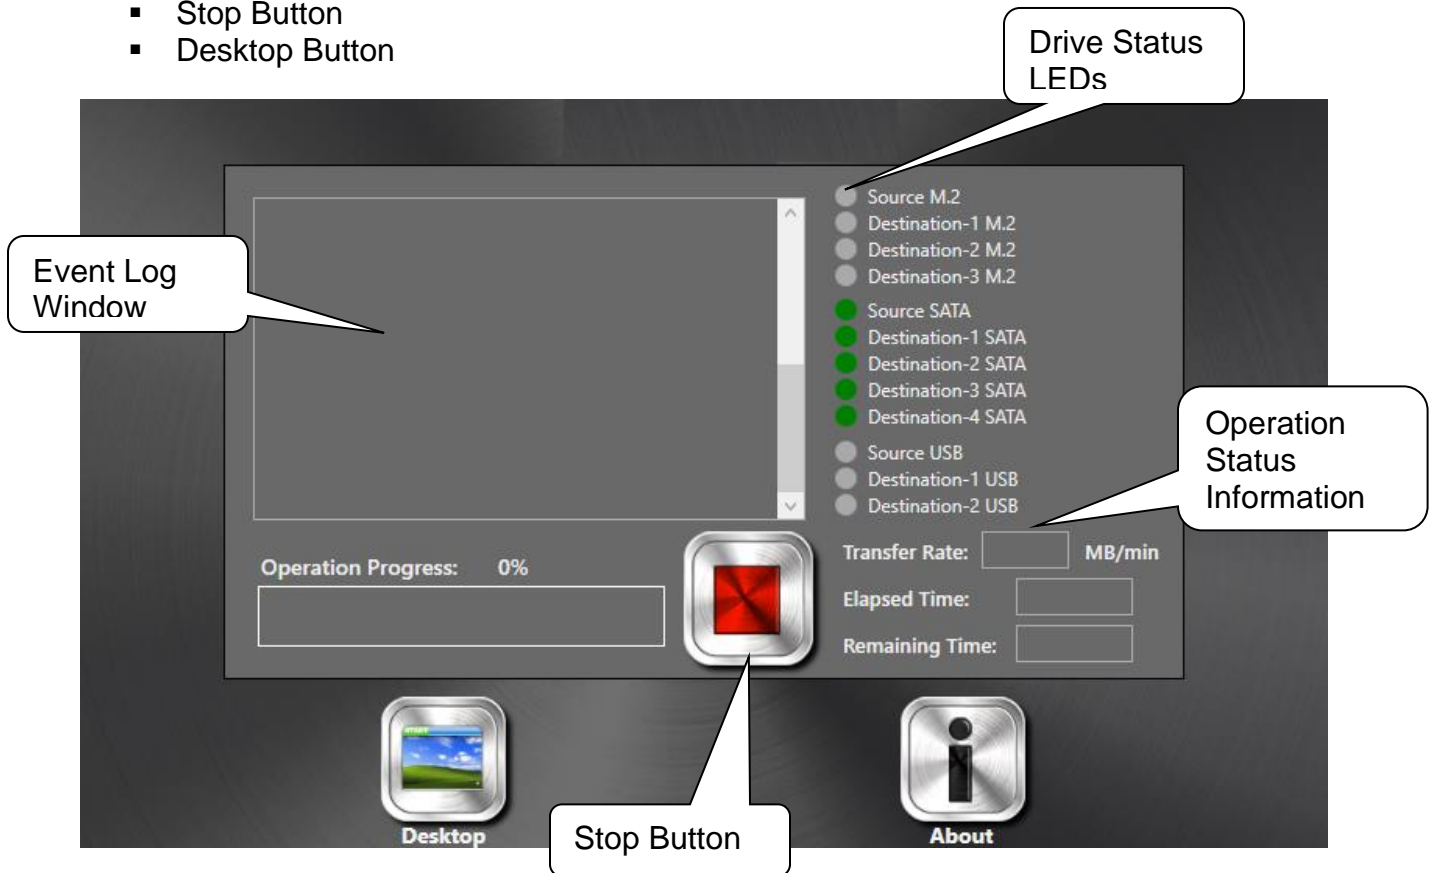 ▪ Stop Button
▪ Desktop Button
Drive Status
LEDs
Event Log
Window
Source M.2
Destination-1 M.2
Destination-2 M.2
Destination-3 M.2
Source SATA
Destination-1 SATA
Destination-2 SATA
Destination-3 SATA
Destination-4 SATA
Source USB
Destination-1 USB
Destination-2 USB
Operation
Status
Information
Operation Progress: 0%
Transfer Rate: MB/min
Elapsed Time:
Remaining Time:
START
Desktop
Stop Button
About